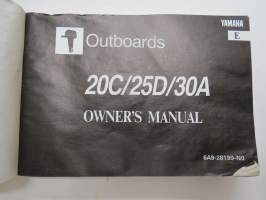 YAMAHA
E
Outboards
20C/25D/30A
OWNER'S MANUAL
6A9-28199-N0